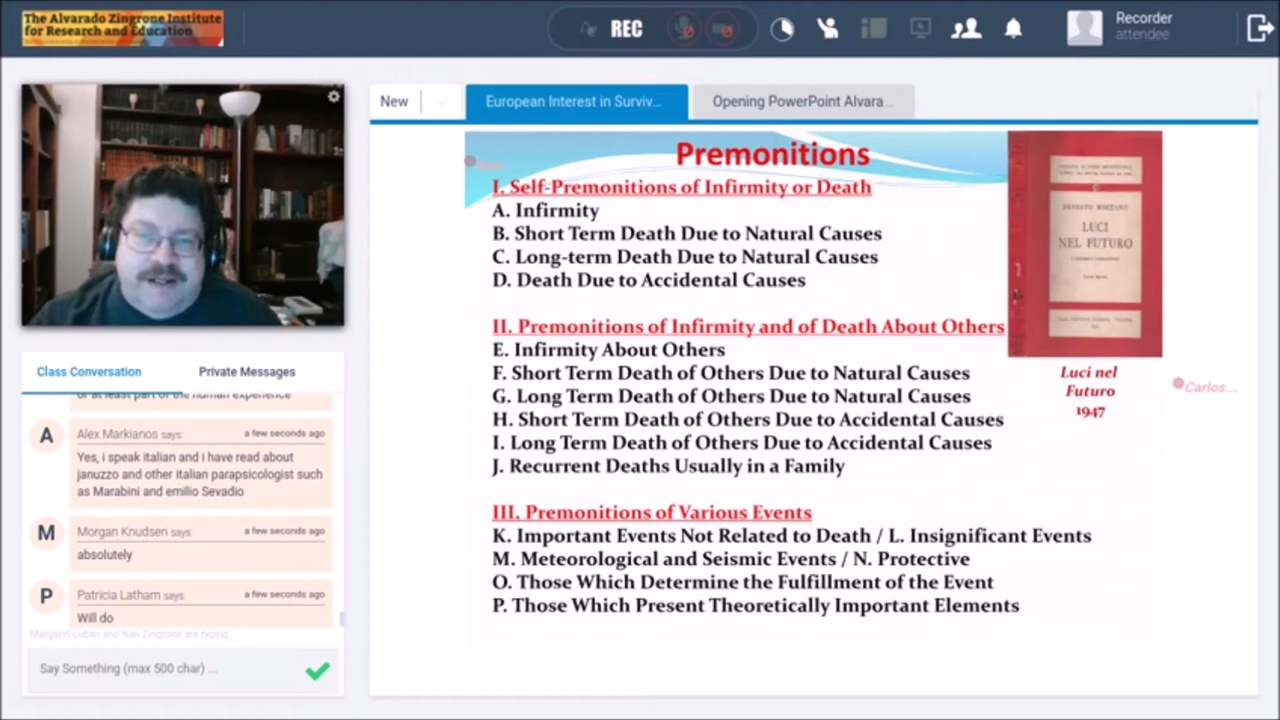 The Alvarado Zingrone Institute
for Research and Education
REC
Recorder
attendee
New
European Interest in Surviv...
Opening PowerPoint Alvara...
Class Conversation
Private Messages
or at least part of the human experience
A
Alex Markianos says:
a few seconds ago
Yes, i speak italian and i have read about
januzzo and other italian parapsicologist such
as Marabini and emilio Sevadio
M
Morgan Knudsen says:
a few seconds ago
absolutely
P
Patricia Latham says:
a few seconds ago
Will do
Margaret Lublin and Nan Zingrone are typing
Say Something (max 500 char) ...
Premonitions
I. Self-Premonitions of Infirmity or Death
A. Infirmity
B. Short Term Death Due to Natural Causes
C. Long-term Death Due to Natural Causes
D. Death Due to Accidental Causes
II. Premonitions of Infirmity and of Death About Others
E. Infirmity About Others
F. Short Term Death of Others Due to Natural Causes
G. Long Term Death of Others Due to Natural Causes
H. Short Term Death of Others Due to Accidental Causes
I. Long Term Death of Others Due to Accidental Causes
J. Recurrent Deaths Usually in a Family
III. Premonitions of Various Events
K. Important Events Not Related to Death / L. Insignificant Events
M. Meteorological and Seismic Events / N. Protective
O. Those Which Determine the Fulfillment of the Event
P. Those Which Present Theoretically Important Elements
ERNESTO BOZZANO
LUCI
NEL FUTURO
Luci nel
Futuro
1947
Carlos...